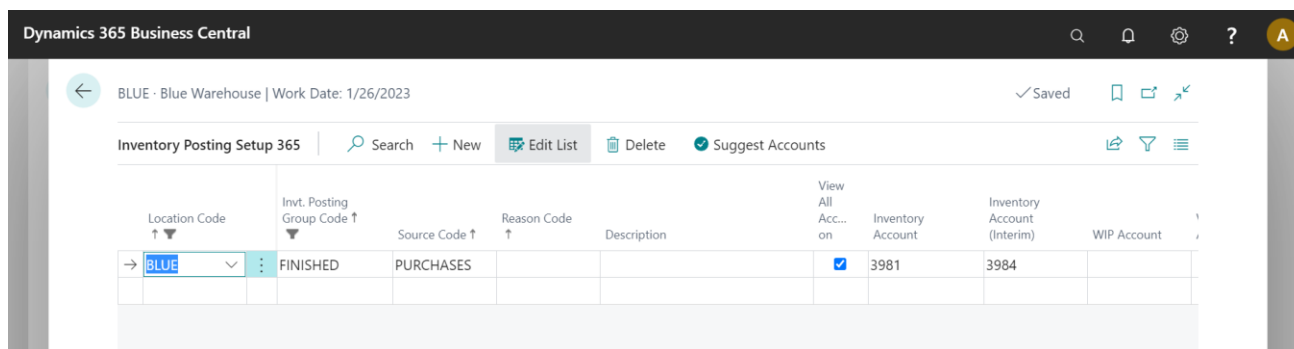 Dynamics 365 Business Central
?
A
BLUE · Blue Warehouse | Work Date: 1/26/2023
Saved
Inventory Posting Setup 365
Search
New
Edit List
Delete
Suggest Accounts
Location Code
Invt. Posting Group Code
Source Code
Reason Code
Description
View All Acc... on
Inventory Account
Inventory Account (Interim)
WIP Account
BLUE
FINISHED
PURCHASES
3981
3984